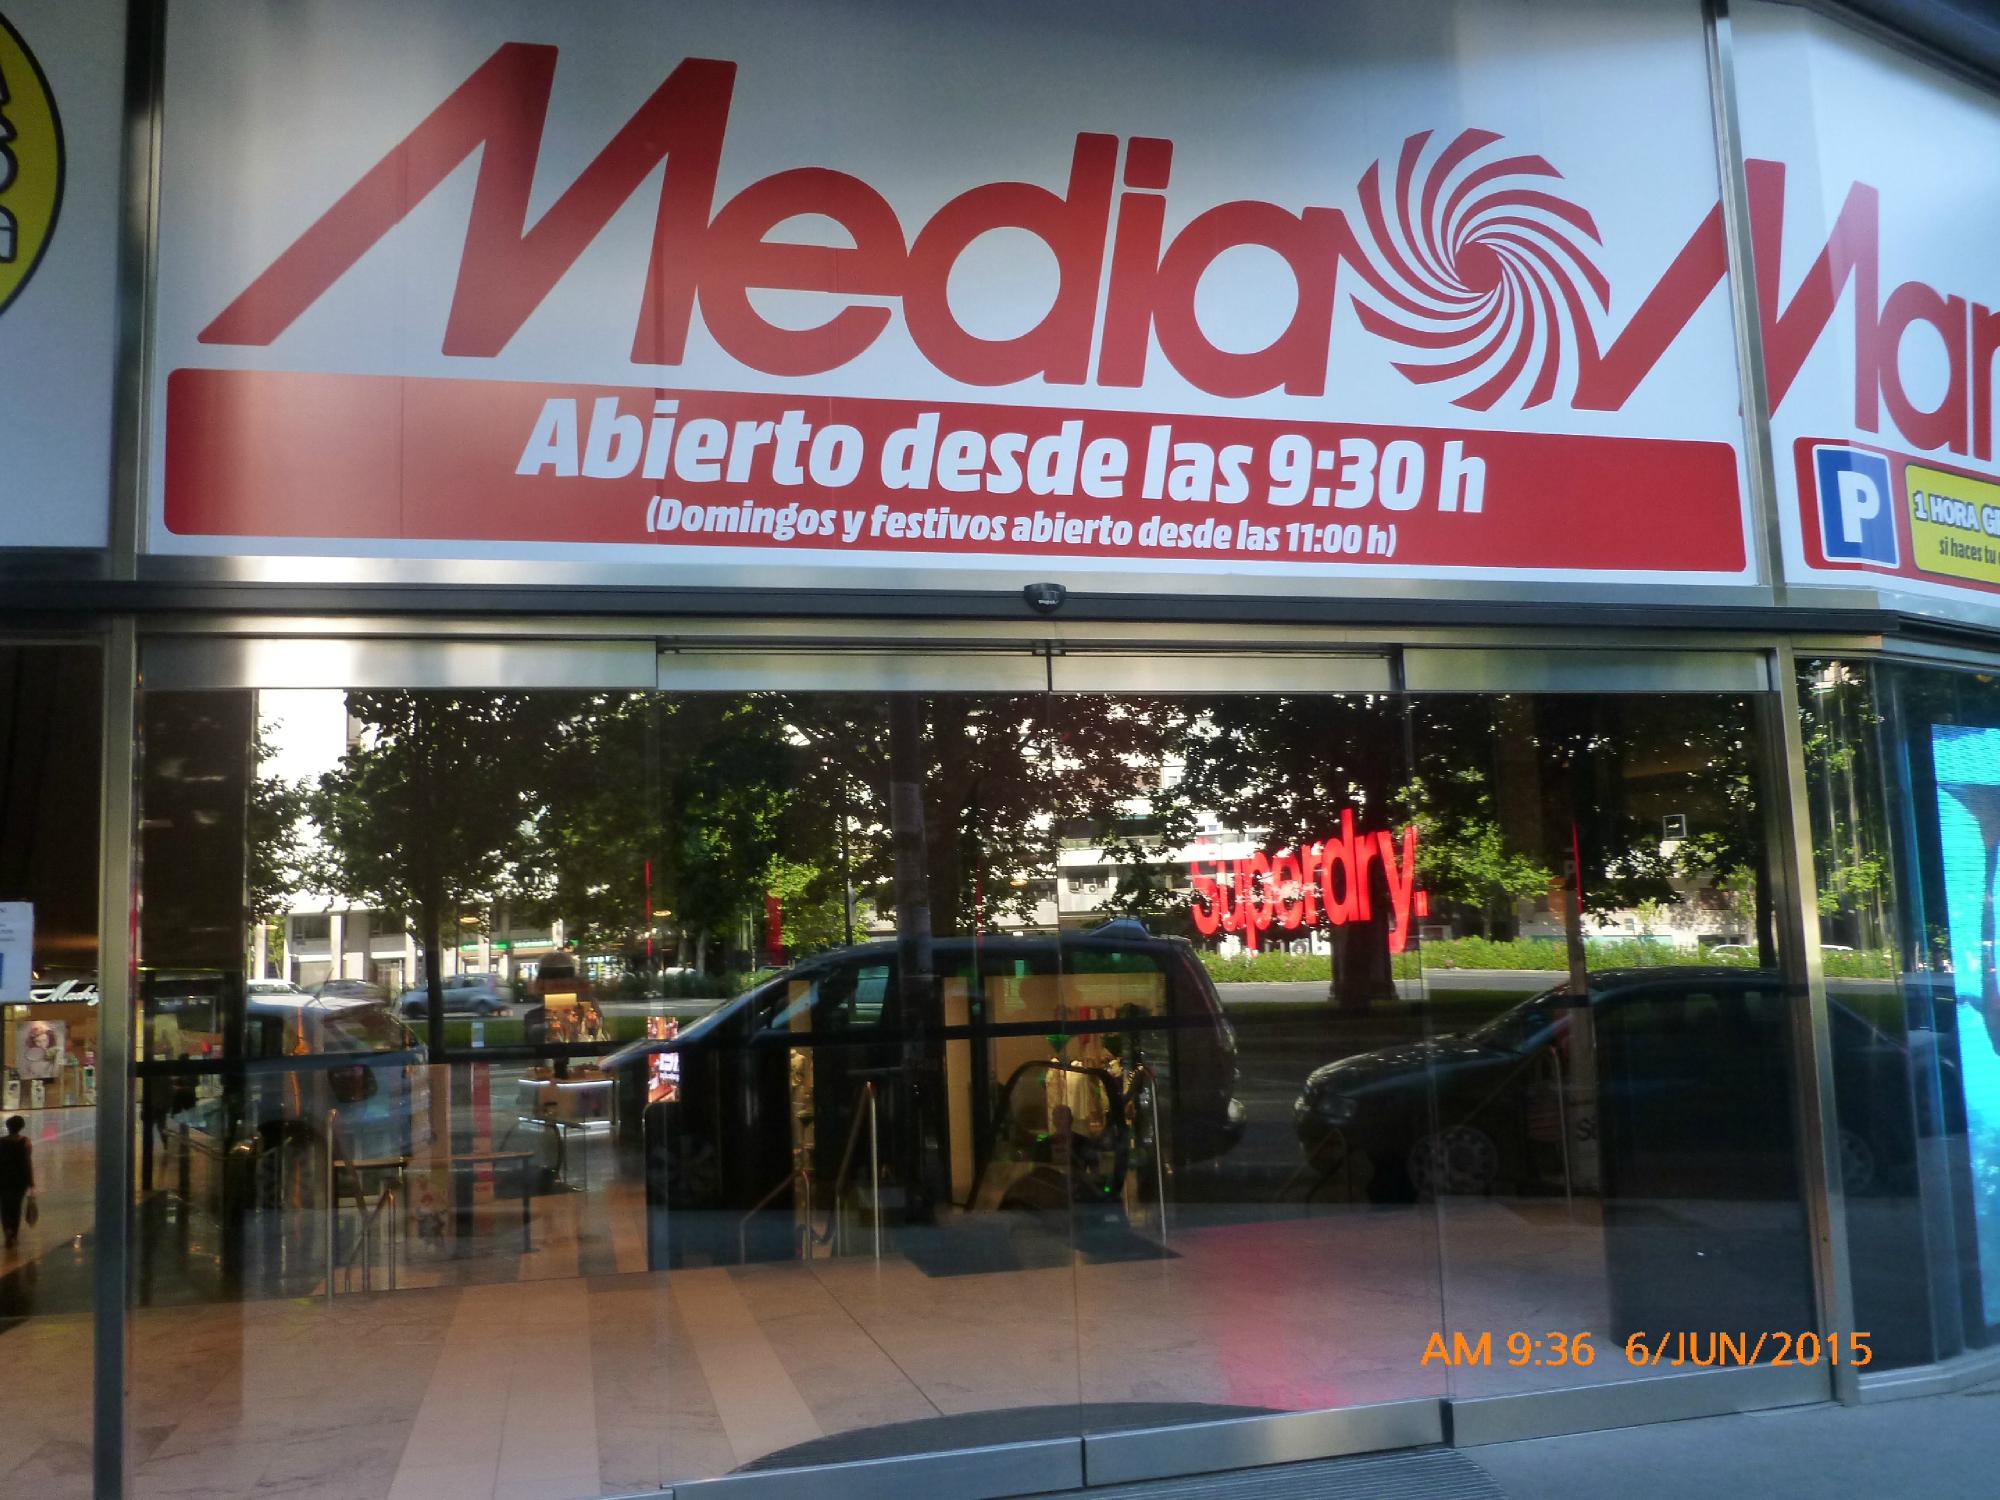 Media Mar
Abierto desde las 9:30 h
(Domingos y festivos abierto desde las 11:00 h)
P
1 HORA G
si haces tu
Superdry.
AM 9:36 6/JUN/2015